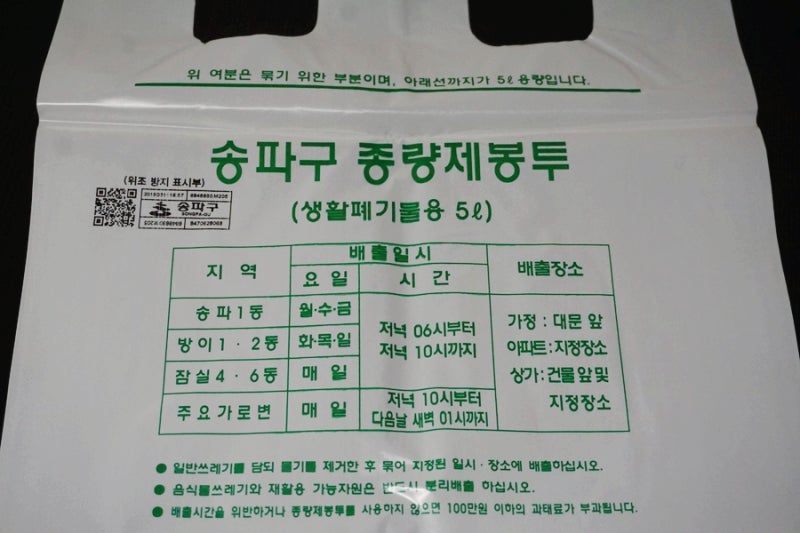 위 여분은 묶기 위한 부분이며, 아래선까지가 5ℓ 용량입니다.
송파구 종량제봉투
(위조 방지 표시부)
송파구
SONGPA-GU
(생활폐기물용 5ℓ)
지 역 배출일시 배출장소
요 일 시 간
송파1동 월·수·금 저녁 06시부터 저녁 10시까지 가정 : 대문 앞
방이1·2동 화·목·일 아파트:지정장소
잠실4·6동 매 일 상가:건물 앞 및 지정장소
주요가로변 매 일 저녁 10시부터 다음날 새벽 01시까지
● 일반쓰레기를 담되 물기를 제거한 후 묶어 지정된 일시·장소에 배출하십시오.
● 음식물쓰레기와 재활용 가능자원은 반드시 분리배출 하십시오.
● 배출시간을 위반하거나 종량제봉투를 사용하지 않으면 100만원 이하의 과태료가 부과됩니다.